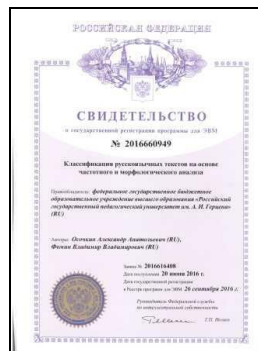 РОССИЙСКАЯ ФЕДЕРАЦИЯ
СВИДЕТЕЛЬСТВО
о государственной регистрации программы для ЭВМ
№ 2016660949
Классификация русскоязычных текстов на основе
частотного и морфологического анализа
Правообладатель: федеральное государственное бюджетное
образовательное учреждение высшего образования «Российский
государственный педагогический университет им. А. И. Герцена»
(RU)
Авторы: Осочкин Александр Анатольевич (RU),
Фомин Владимир Владимирович (RU)
Заявка № 2016616408
Дата поступления 20 июня 2016 г.
Дата государственной регистрации
в Реестре программ для ЭВМ 26 сентября 2016 г.
Руководитель Федеральной службы
по интеллектуальной собственности
Г.П. Ивлиев